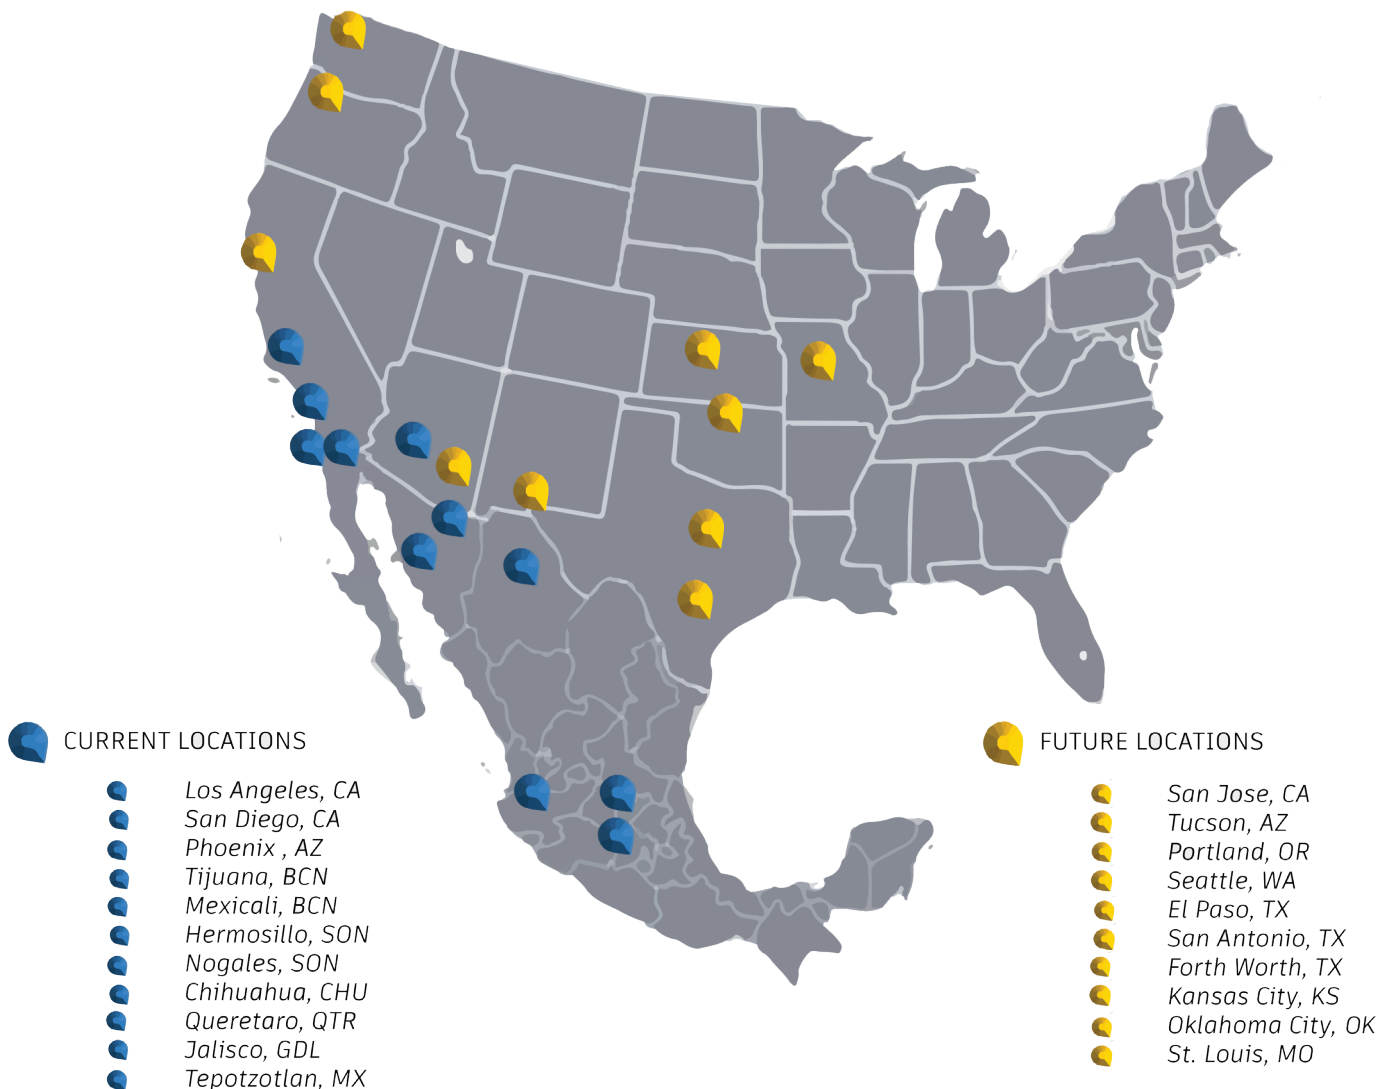 CURRENT LOCATIONS
Los Angeles, CA
San Diego, CA
Phoenix , AZ
Tijuana, BCN
Mexicali, BCN
Hermosillo, SON
Nogales, SON
Chihuahua, CHU
Queretaro, QTR
Jalisco, GDL
Tepotzotlan, MX
FUTURE LOCATIONS
San Jose, CA
Tucson, AZ
Portland, OR
Seattle, WA
El Paso, TX
San Antonio, TX
Forth Worth, TX
Kansas City, KS
Oklahoma City, OK
St. Louis, MO